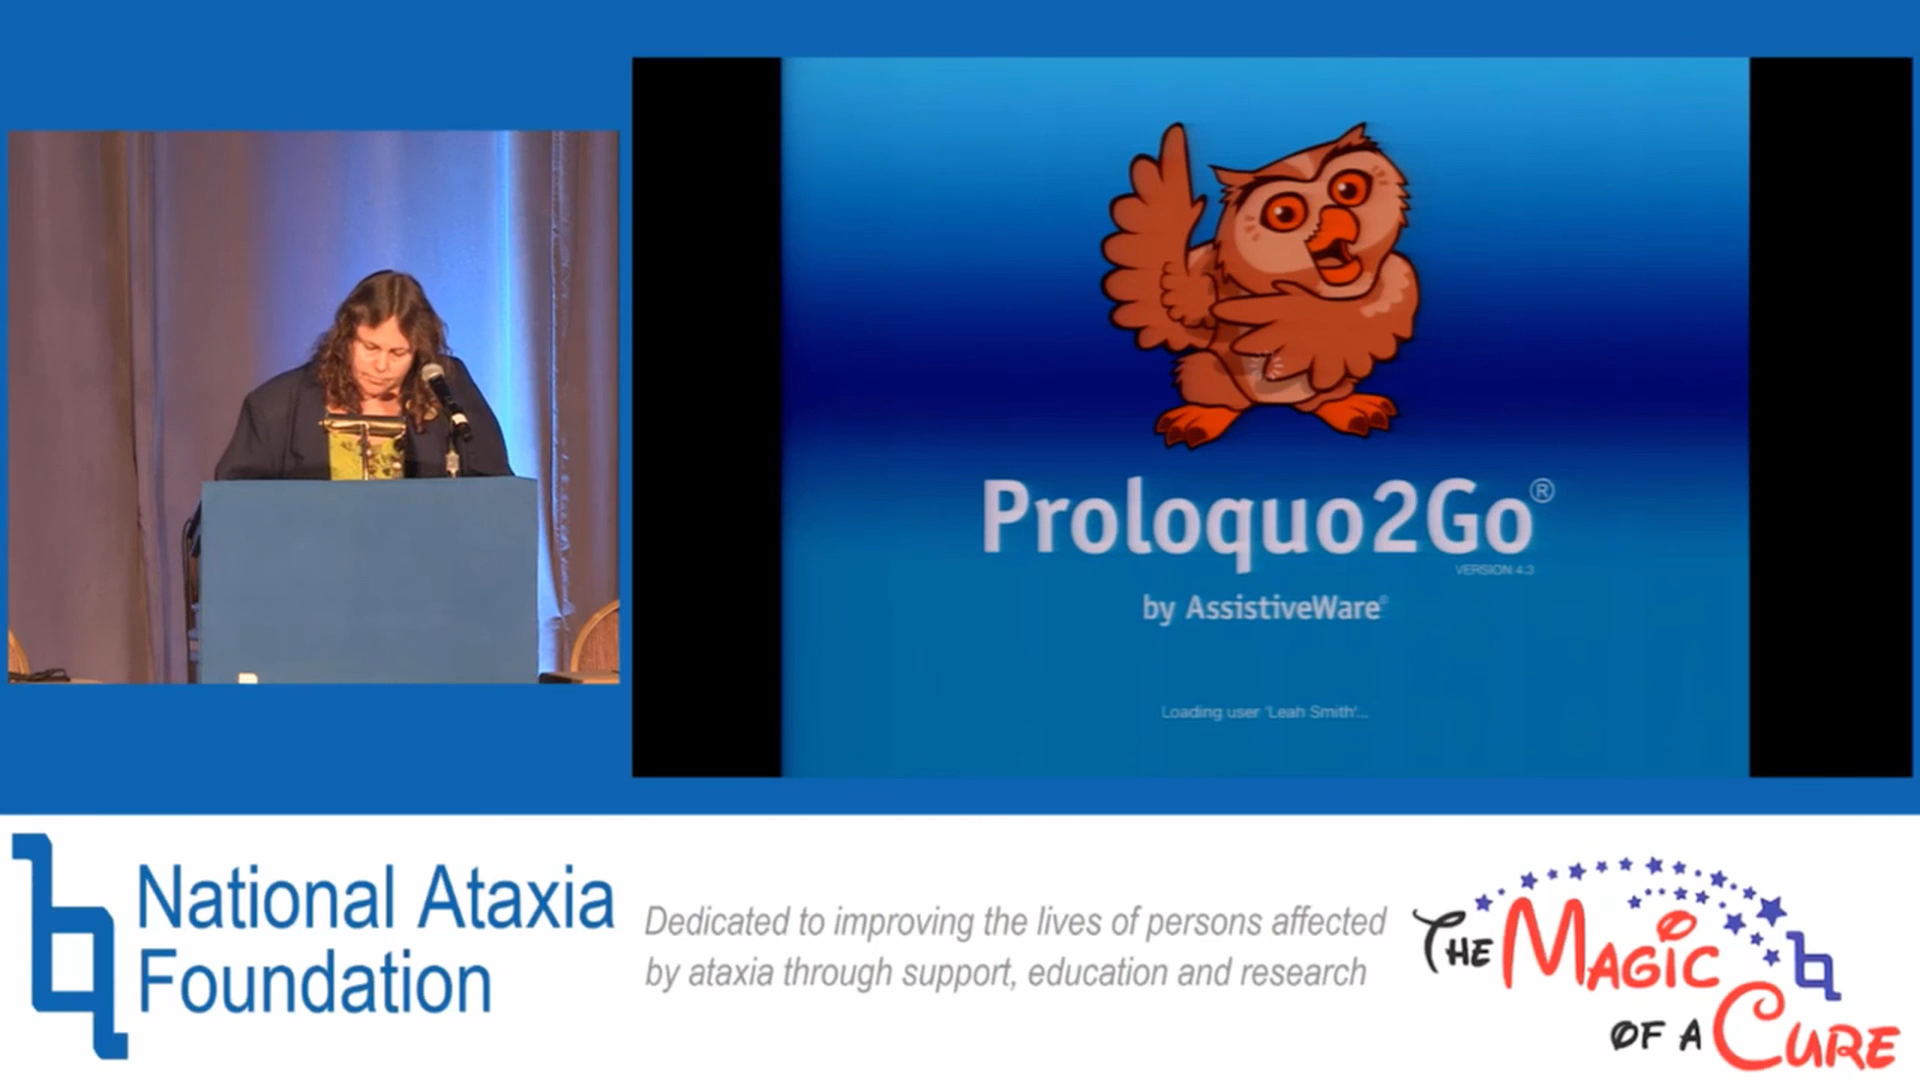 Proloquo2Go®
VERSION 4.3
by AssistiveWare®
Loading user 'Leah Smith'...
National Ataxia
Foundation
Dedicated to improving the lives of persons affected
by ataxia through support, education and research
THE MAGIC
OF A CURE